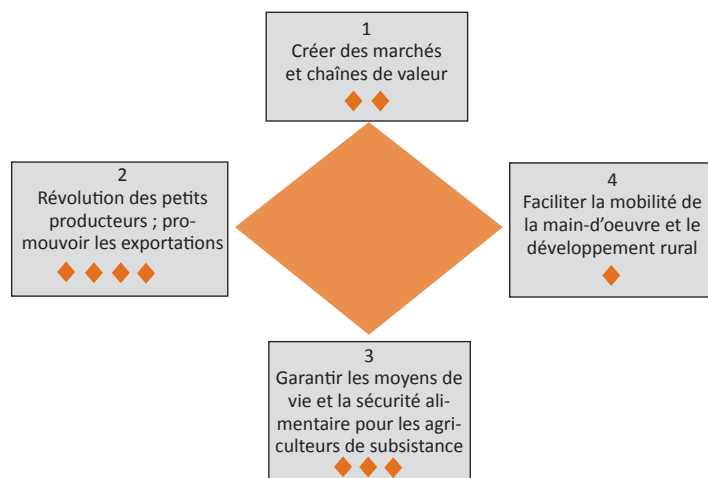 1
Créer des marchés
et chaînes de valeur
2
Révolution des petits
producteurs ; pro-
mouvoir les exportations
4
Faciliter la mobilité de
la main-d'oeuvre et le
développement rural
3
Garantir les moyens de
vie et la sécurité ali-
mentaire pour les agri-
culteurs de subsistance